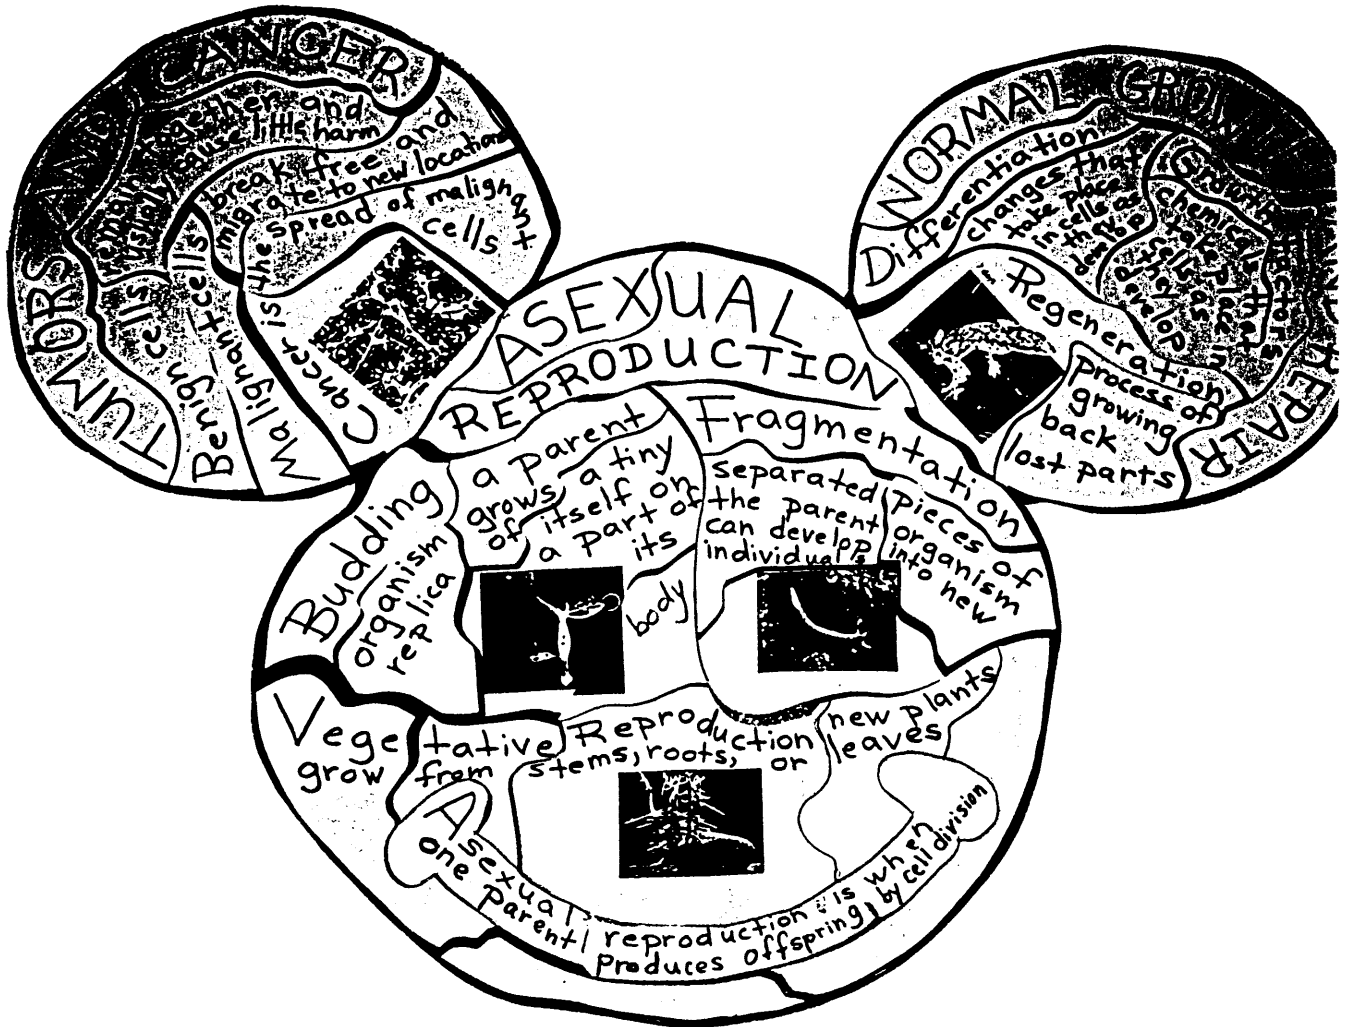 TUMORS AND CANCER
Benign cells
remain together and
usually cause little harm
Malignant cells
break free and
migrate to new locations
Cancer is the spread of malignant
cells
NORMAL GROW
AND REPAIR
Differentiation
changes that
take place
in cells as
they
develop
Growth Factors
chemicals that
take place in
cells as
they
develop
Regeneration
process of
growing
back
lost parts
ASEXUAL
REPRODUCTION
Budding
organism
replica
a parent
grows a tiny
of itself on
a part of
its
body
Fragmentation
separated pieces of
the parent organism
can develop into new
individuals
Vegetative Reproduction
grow from stems, roots, or
new plants
leaves
Asexual reproduction is when
one parent produces offspring by cell division